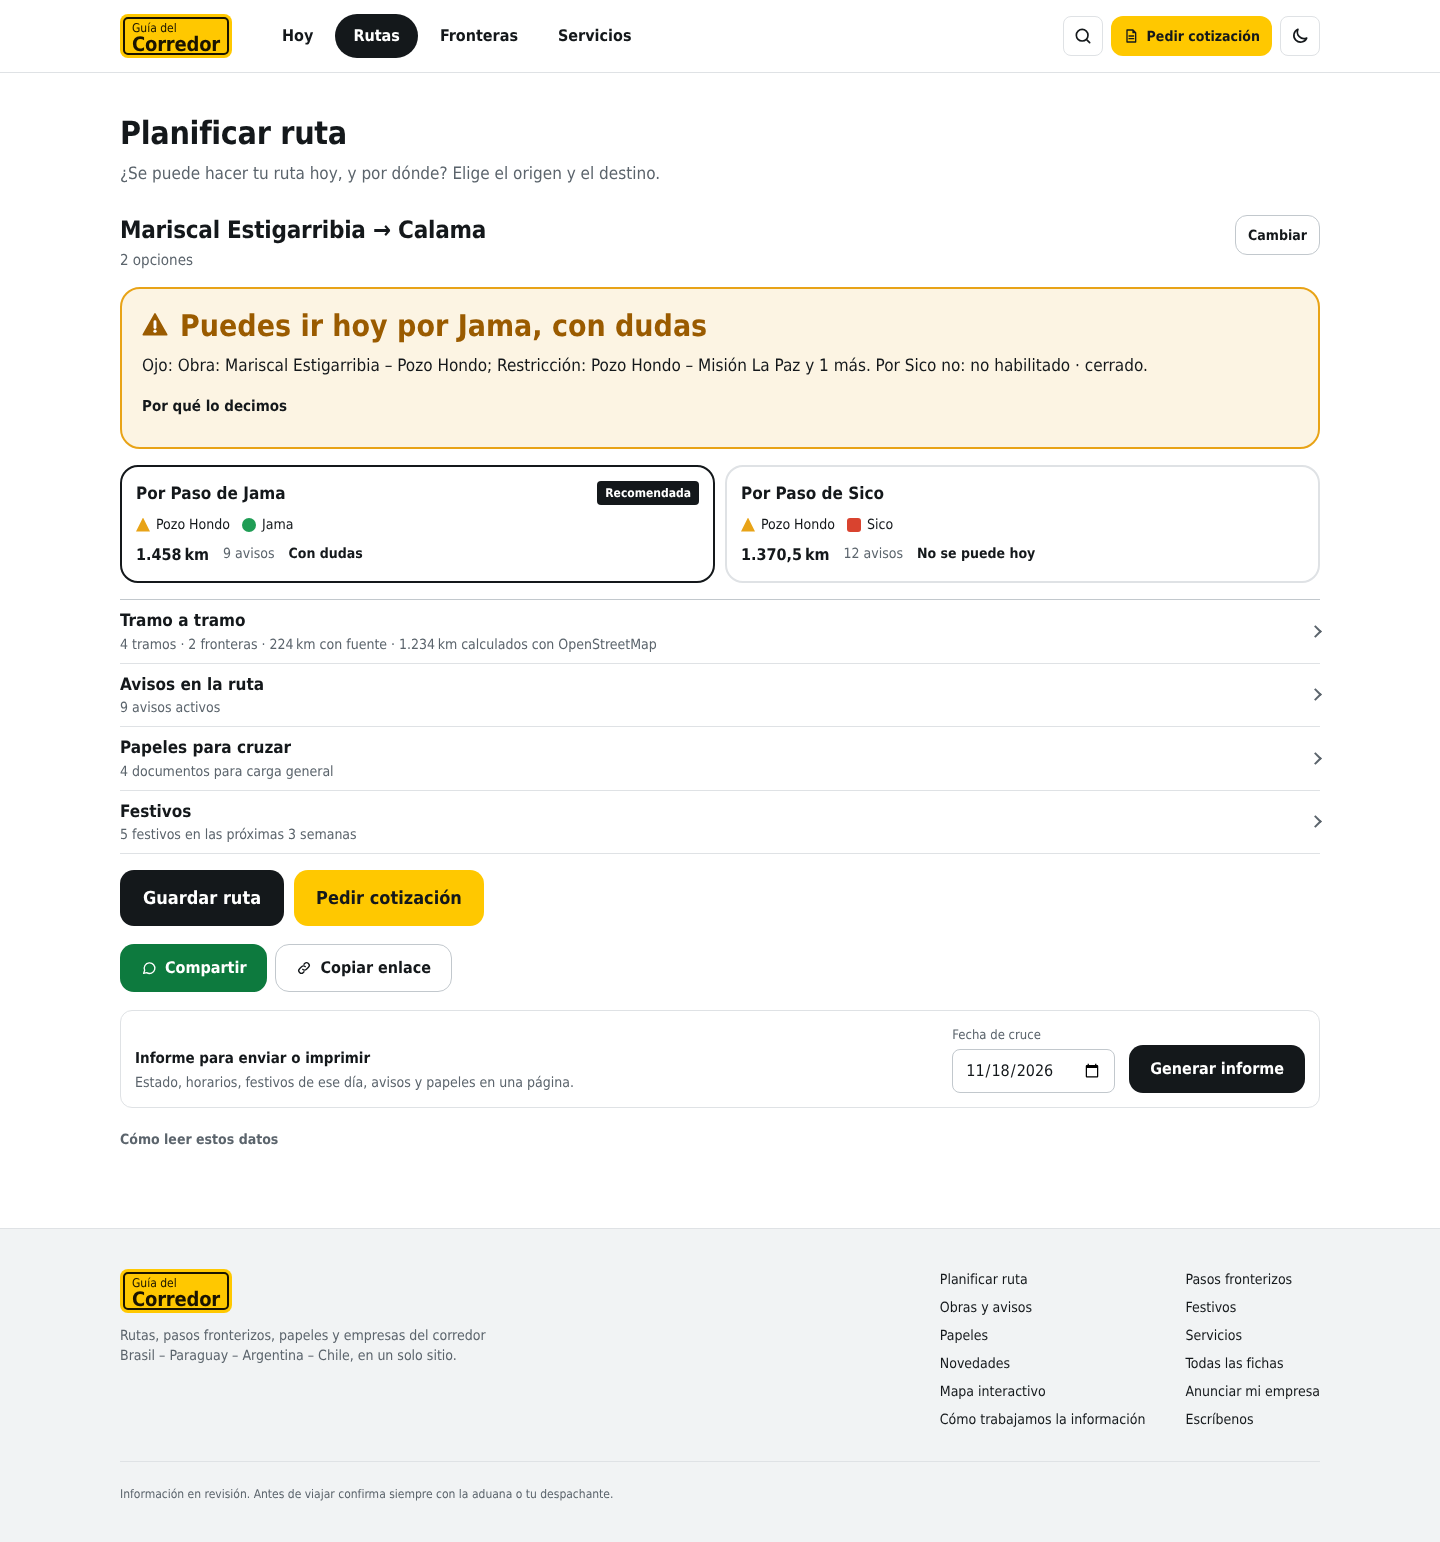 Guía del
Corredor
Hoy
Rutas
Fronteras
Servicios
Pedir cotización
Planificar ruta
¿Se puede hacer tu ruta hoy, y por dónde? Elige el origen y el destino.
Mariscal Estigarribia → Calama
Cambiar
2 opciones
Puedes ir hoy por Jama, con dudas
Ojo: Obra: Mariscal Estigarribia – Pozo Hondo; Restricción: Pozo Hondo – Misión La Paz y 1 más. Por Sico no: no habilitado · cerrado.
Por qué lo decimos
Por Paso de Jama
Recomendada
Pozo Hondo
Jama
1.458 km
9 avisos
Con dudas
Por Paso de Sico
Pozo Hondo
Sico
1.370,5 km
12 avisos
No se puede hoy
Tramo a tramo
4 tramos · 2 fronteras · 224 km con fuente · 1.234 km calculados con OpenStreetMap
Avisos en la ruta
9 avisos activos
Papeles para cruzar
4 documentos para carga general
Festivos
5 festivos en las próximas 3 semanas
Guardar ruta
Pedir cotización
Compartir
Copiar enlace
Informe para enviar o imprimir
Estado, horarios, festivos de ese día, avisos y papeles en una página.
Fecha de cruce
11/18/2026
Generar informe
Cómo leer estos datos
Guía del
Corredor
Rutas, pasos fronterizos, papeles y empresas del corredor
Brasil – Paraguay – Argentina – Chile, en un solo sitio.
Planificar ruta
Obras y avisos
Papeles
Novedades
Mapa interactivo
Cómo trabajamos la información
Pasos fronterizos
Festivos
Servicios
Todas las fichas
Anunciar mi empresa
Escríbenos
Información en revisión. Antes de viajar confirma siempre con la aduana o tu despachante.